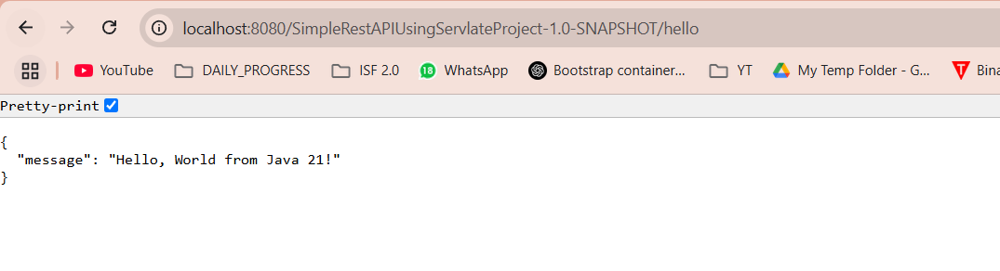 localhost:8080/SimpleRestAPIUsingServlateProject-1.0-SNAPSHOT/hello
YouTube DAILY_PROGRESS ISF 2.0 18 WhatsApp Bootstrap container... YT My Temp Folder - G... Bina
Pretty-print
{
"message": "Hello, World from Java 21!"
}